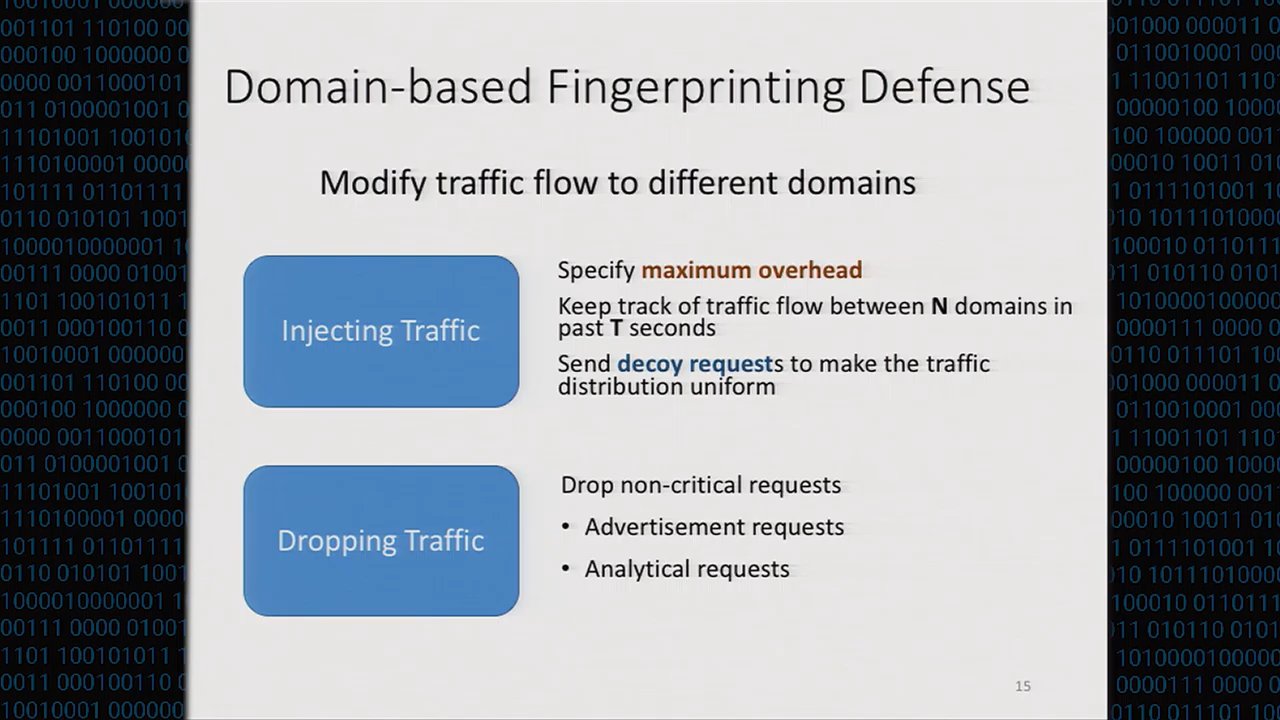 Domain-based Fingerprinting Defense
Modify traffic flow to different domains
Injecting Traffic
Specify maximum overhead
Keep track of traffic flow between N domains in
past T seconds
Send decoy requests to make the traffic
distribution uniform
Dropping Traffic
Drop non-critical requests
• Advertisement requests
• Analytical requests
15